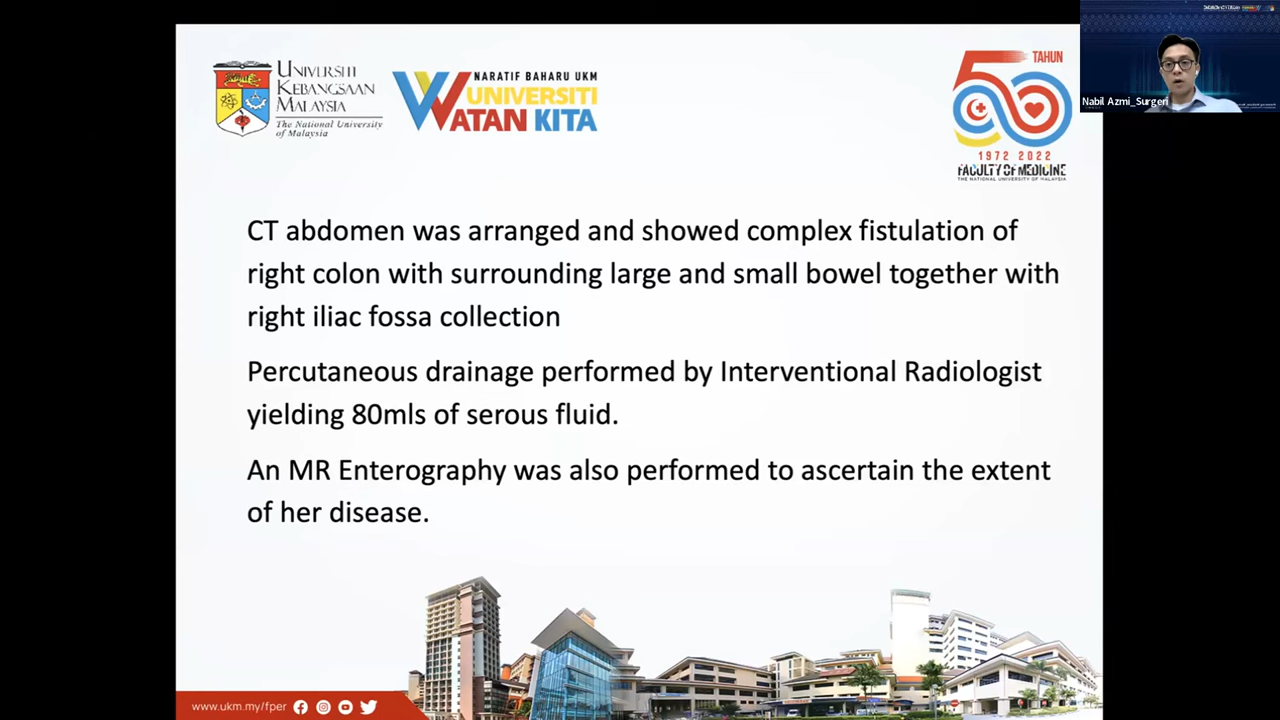 UNIVERSITI
KEBANGSAAN
MALAYSIA
The National University
of Malaysia
NARATIF BAHARU UKM
UNIVERSITI
WATAN KITA
50 TAHUN
1972 2022
FACULTY OF MEDICINE
THE NATIONAL UNIVERSITY OF MALAYSIA
Nabil Azmi_Surgeri
CT abdomen was arranged and showed complex fistulation of
right colon with surrounding large and small bowel together with
right iliac fossa collection
Percutaneous drainage performed by Interventional Radiologist
yielding 80mls of serous fluid.
An MR Enterography was also performed to ascertain the extent
of her disease.
www.ukm.my/fper